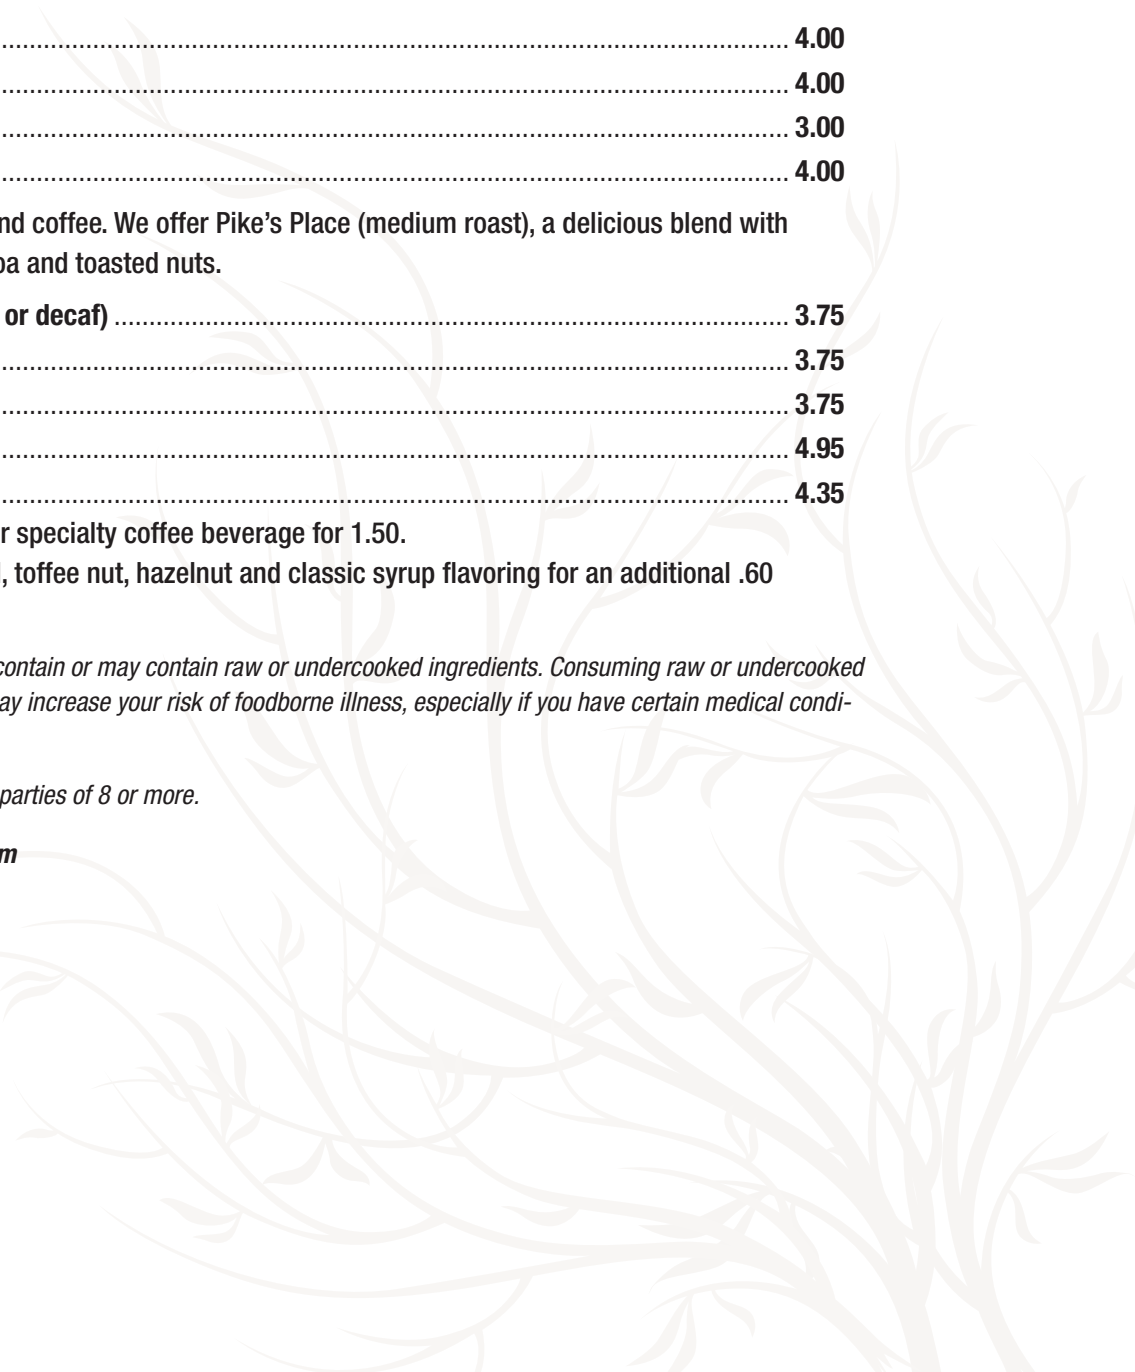 4.00
4.00
3.00
4.00
coffee. We offer Pike’s Place (medium roast), a delicious blend with
and toasted nuts.
or decaf) 3.75
3.75
3.75
4.95
4.35
specialty coffee beverage for 1.50.
, toffee nut, hazelnut and classic syrup flavoring for an additional .60
contain or may contain raw or undercooked ingredients. Consuming raw or undercooked
increase your risk of foodborne illness, especially if you have certain medical condi-
parties of 8 or more.